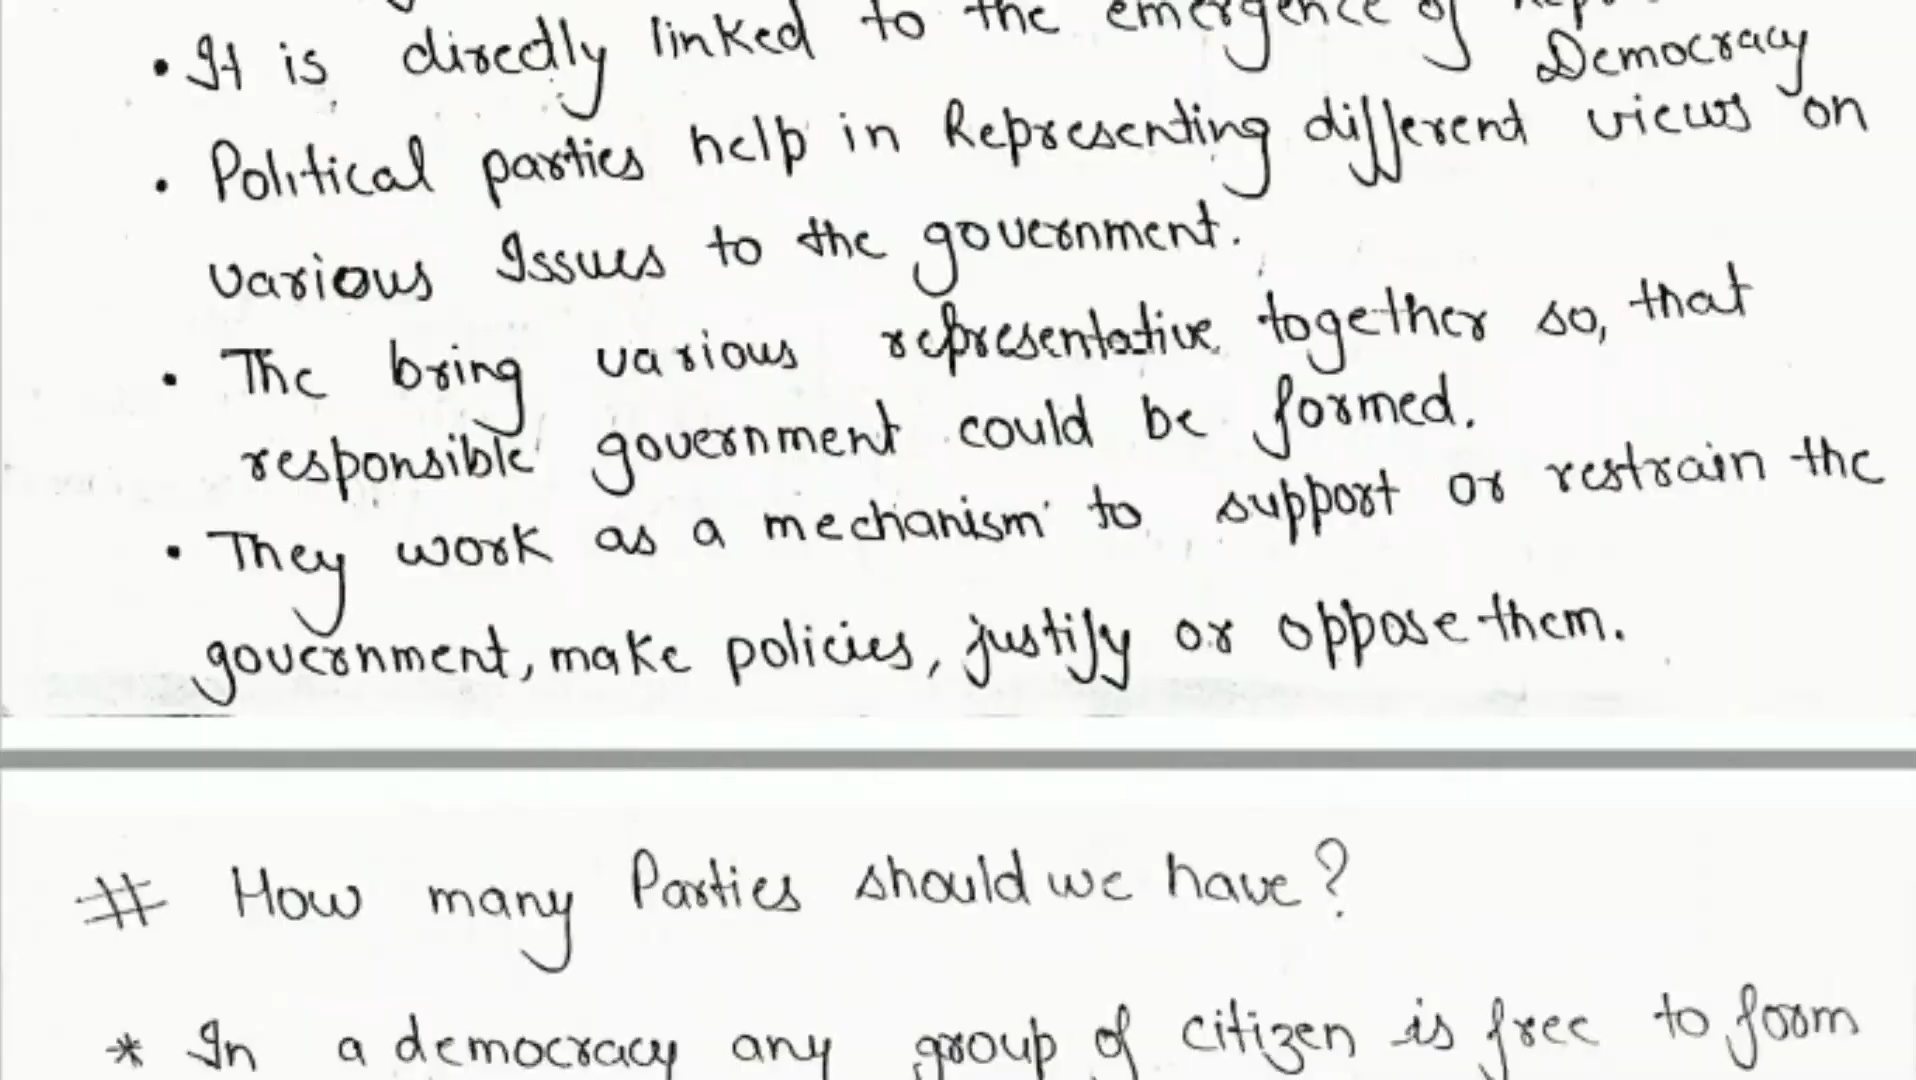 • It is directly linked to the emergence of
Democracy
• Political parties help in Representing different views on
various Issues to the government.
• The bring various representative together so, that
responsible government could be formed.
• They work as a mechanism to support or restrain the
government, make policies, justify or oppose them.
# How many Parties should we have?
* In a democracy any group of citizen is free to form